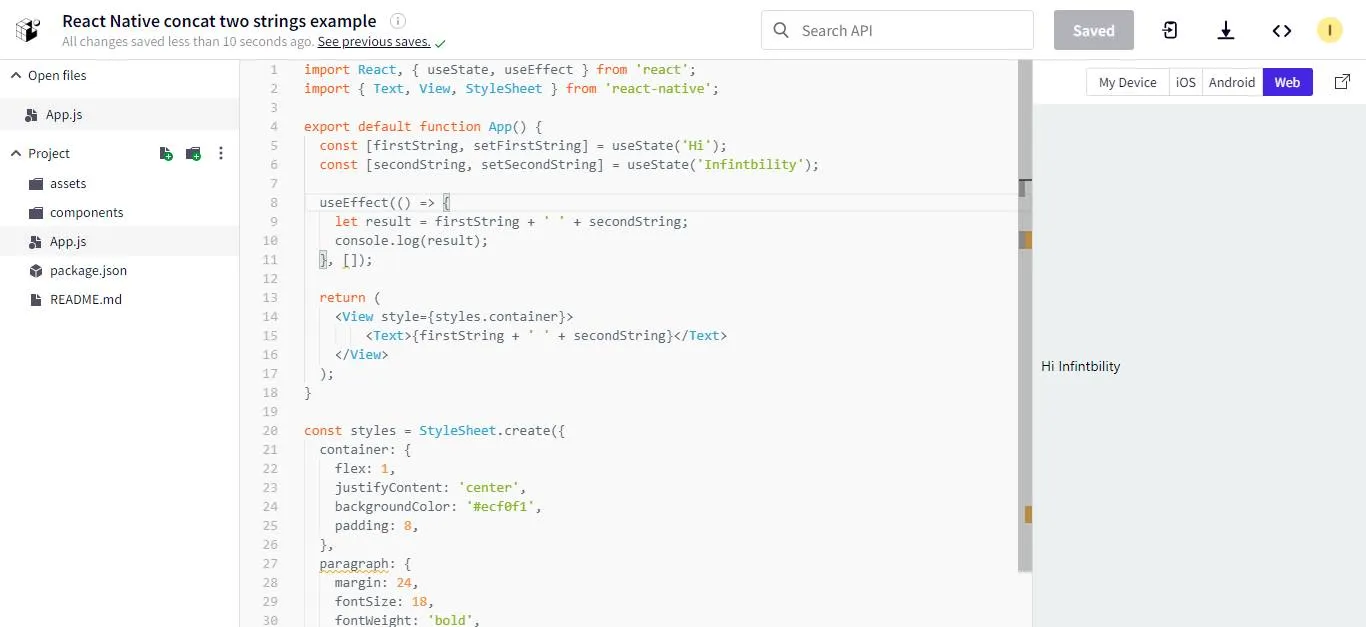 React Native concat two strings example
All changes saved less than 10 seconds ago. See previous saves.
Search API
Saved
I
Open files
App.js
Project
assets
components
App.js
package.json
README.md
1 import React, { useState, useEffect } from 'react';
2 import { Text, View, StyleSheet } from 'react-native';
3
4 export default function App() {
5 const [firstString, setFirstString] = useState('Hi');
6 const [secondString, setSecondString] = useState('Infintbility');
7
8 useEffect(() => {
9 let result = firstString + ' ' + secondString;
10 console.log(result);
11 }, []);
12
13 return (
14 <View style={styles.container}>
15 <Text>{firstString + ' ' + secondString}</Text>
16 </View>
17 );
18 }
19
20 const styles = StyleSheet.create({
21 container: {
22 flex: 1,
23 justifyContent: 'center',
24 backgroundColor: '#ecf0f1',
25 padding: 8,
26 },
27 paragraph: {
28 margin: 24,
29 fontSize: 18,
30 fontWeight: 'bold',
My Device iOS Android Web
Hi Infintbility